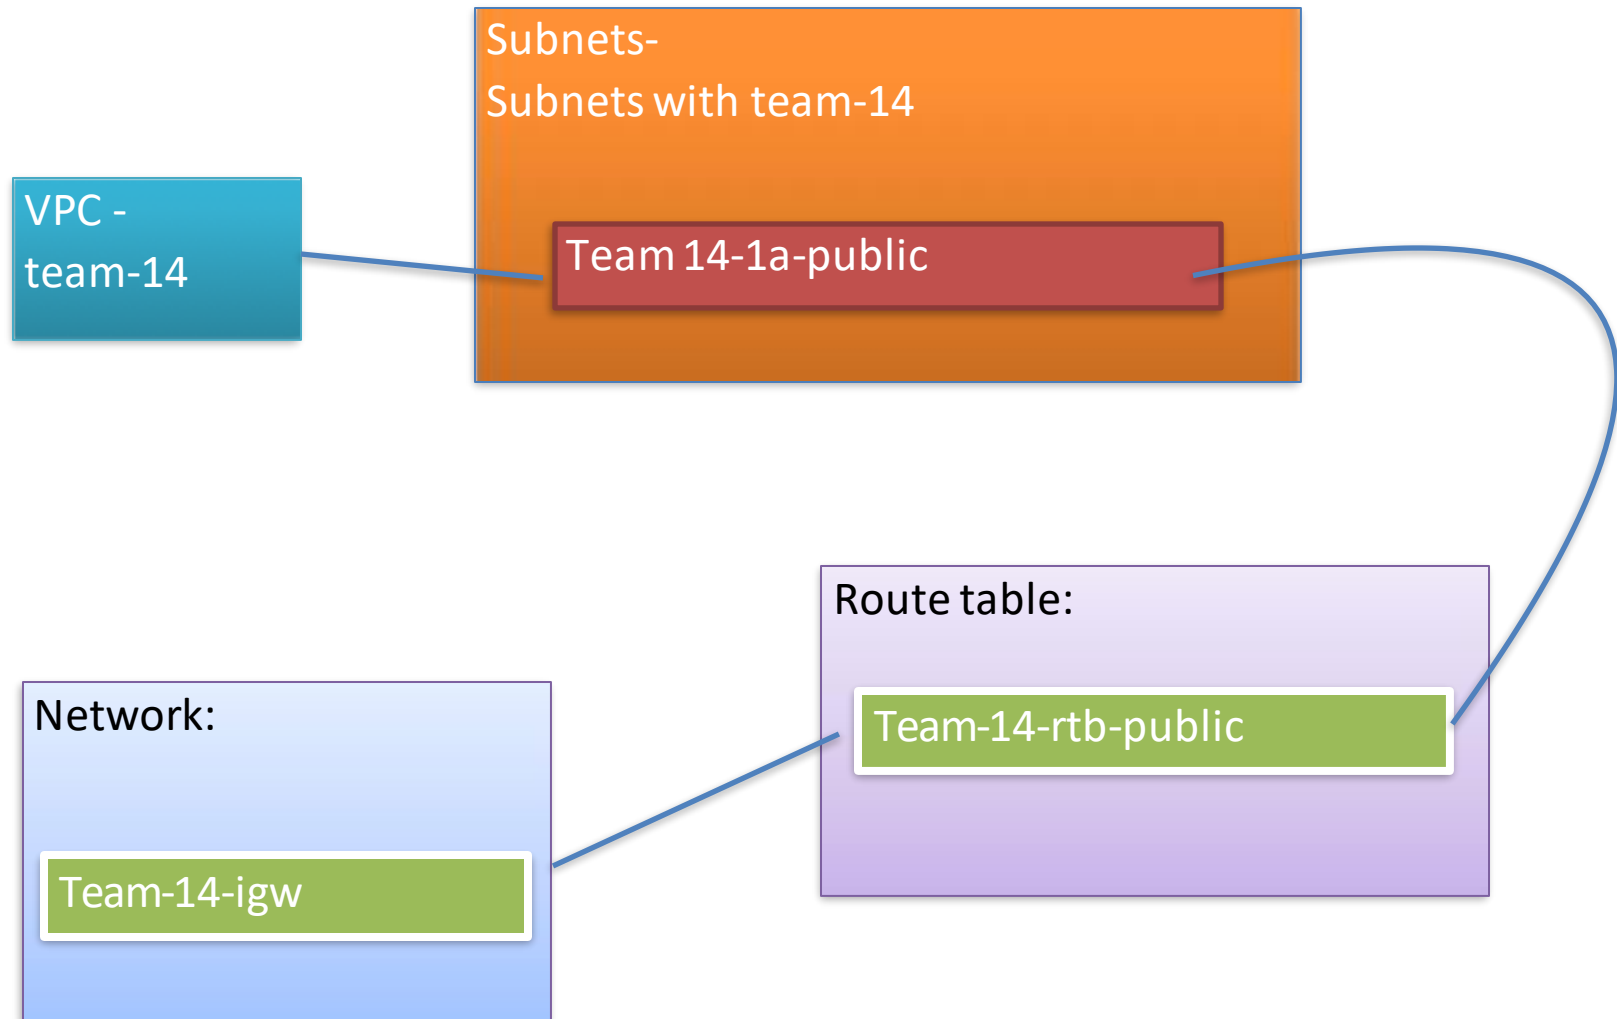 Subnets-
Subnets with team-14
VPC -
team-14
Team 14-1a-public
Route table:
Team-14-rtb-public
Network:
Team-14-igw